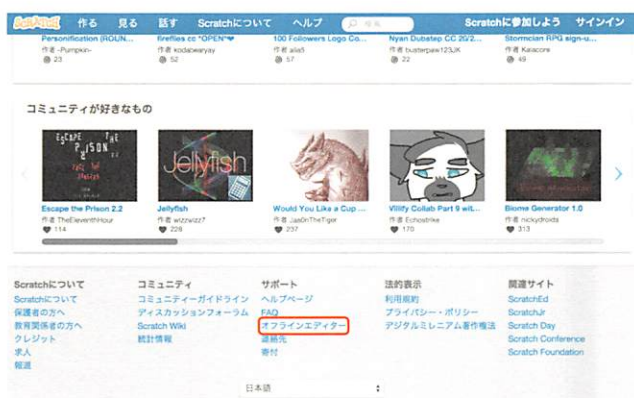 SCRATCH 作る 見る 話す Scratchについて ヘルプ 検索 Scratchに参加しよう サインイン
Personification (ROUN... fireflies cc *OPEN*❤ 100 Followers Logo Co... Nyan Dubstep CC 20/2... Stormclan RPG sign-u...
作者 -Pumpkin- 作者 kodabearyay 作者 aila5 作者 busterpaw123JK 作者 Kaiacore
23 52 57 22 49
コミュニティが好きなもの
ESCAPE THE
Jellyfish
Escape the Prison 2.2 Jellyfish Would You Like a Cup ... Villify Collab Part 9 wit... Biome Generator 1.0
作者 TheEleventhHour 作者 wizzwizz7 作者 JasOnTheTiger 作者 Echostrike 作者 nickydroids
114 228 237 170 313
Scratchについて コミュニティ サポート 法的表示 関連サイト
Scratchについて コミュニティーガイドライン ヘルプページ 利用規約 ScratchEd
保護者の方へ ディスカッションフォーラム FAQ プライバシー・ポリシー ScratchJr
教育関係者の方へ Scratch Wiki オフラインエディター デジタルミレニアム著作権法 Scratch Day
クレジット 統計情報 連絡先 Scratch Conference
求人 寄付 Scratch Foundation
報道
日本語